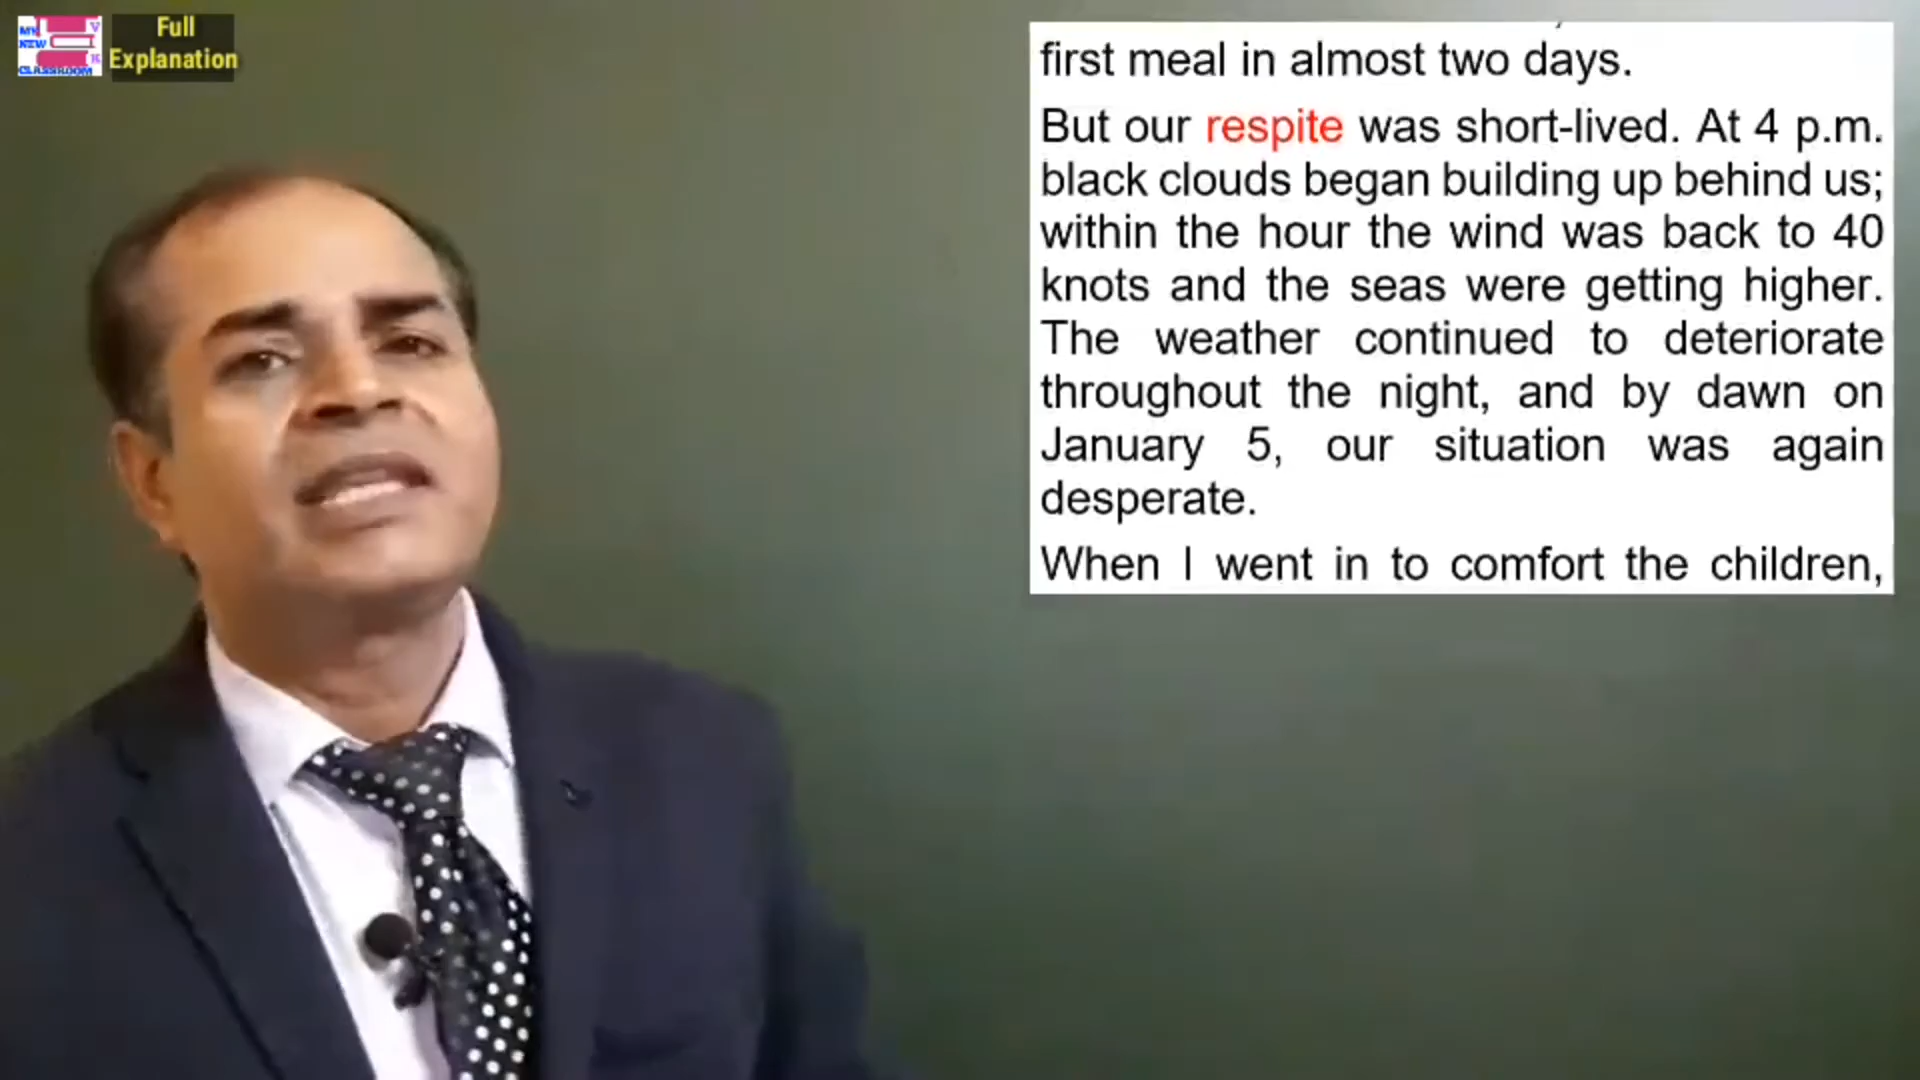 MY
NEW
CLASSROOM
V
K
Full
Explanation
first meal in almost two days.
But our respite was short-lived. At 4 p.m.
black clouds began building up behind us;
within the hour the wind was back to 40
knots and the seas were getting higher.
The weather continued to deteriorate
throughout the night, and by dawn on
January 5, our situation was again
desperate.
When I went in to comfort the children,